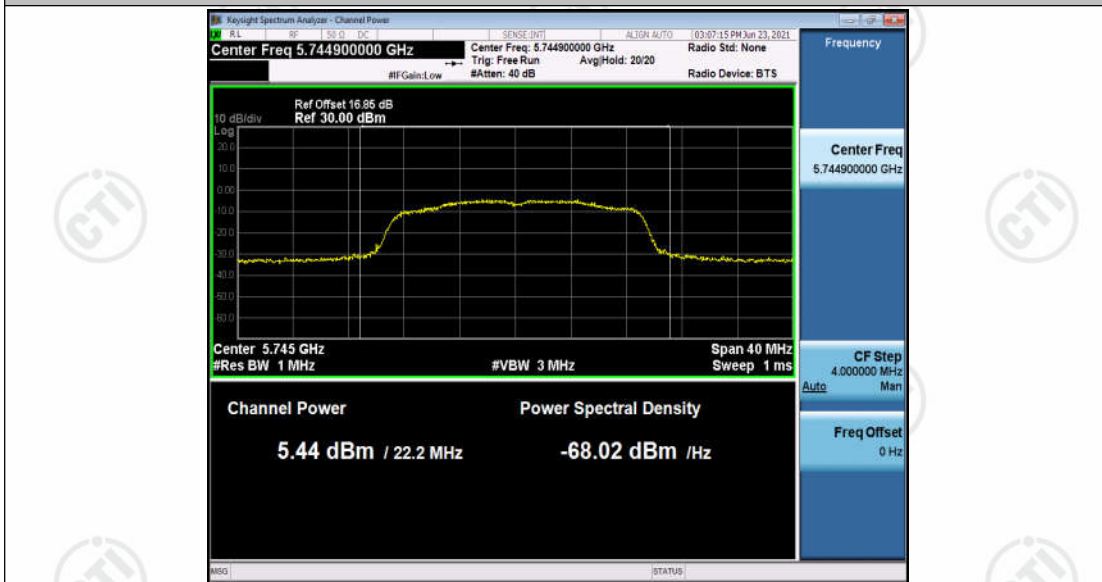 Keysight Spectrum Analyzer - Channel Power
RL RF 50 Ω DC SENSE:INT ALIGN AUTO 03:07:15 PM Jun 23, 2021
Center Freq 5.744900000 GHz
Center Freq: 5.744900000 GHz
Radio Std: None
Trig: Free Run Avg|Hold: 20/20
#IFGain:Low
#Atten: 40 dB
Radio Device: BTS
Frequency
Ref Offset 16.85 dB
10 dB/div Ref 30.00 dBm
Log
20.0
10.0
0.00
-10.0
-20.0
-30.0
-40.0
-50.0
-60.0
Center Freq
5.744900000 GHz
Center 5.745 GHz Span 40 MHz
#Res BW 1 MHz #VBW 3 MHz Sweep 1 ms
CF Step
4.000000 MHz
Auto Man
Freq Offset
0 Hz
Channel Power Power Spectral Density
5.44 dBm / 22.2 MHz -68.02 dBm /Hz
MSG STATUS
CTI
CTI
CTI
CTI